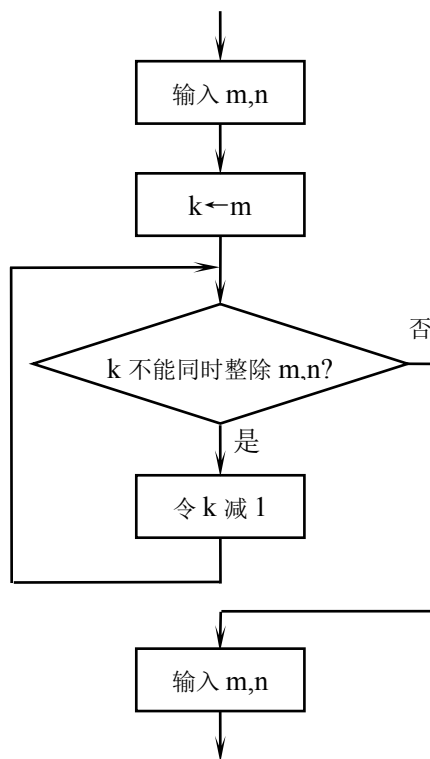 输入 m,n
k←m
k 不能同时整除 m,n?
否
是
令 k 减 1
输入 m,n